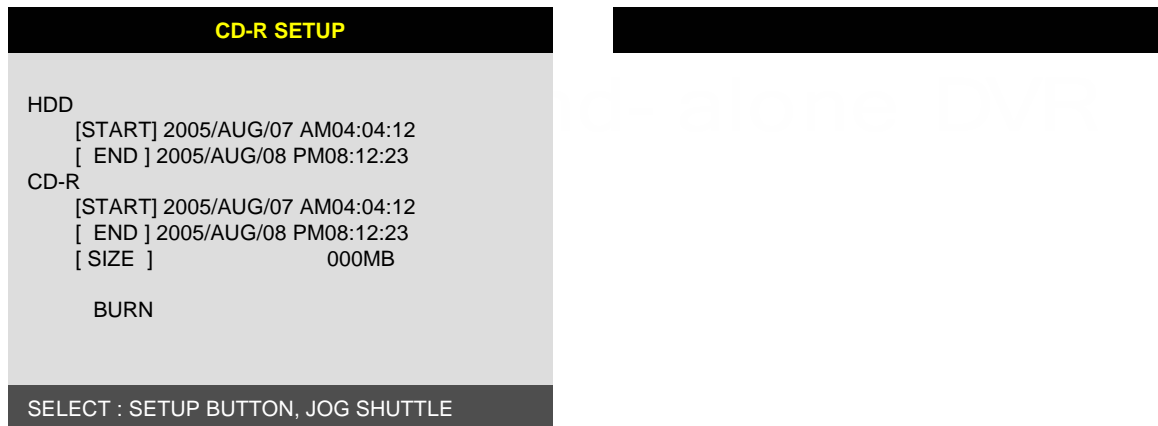 CD-R SETUP
HDD
[START] 2005/AUG/07 AM04:04:12
[ END ] 2005/AUG/08 PM08:12:23
CD-R
[START] 2005/AUG/07 AM04:04:12
[ END ] 2005/AUG/08 PM08:12:23
[ SIZE ] 000MB
BURN
SELECT : SETUP BUTTON, JOG SHUTTLE
d- alone DVR